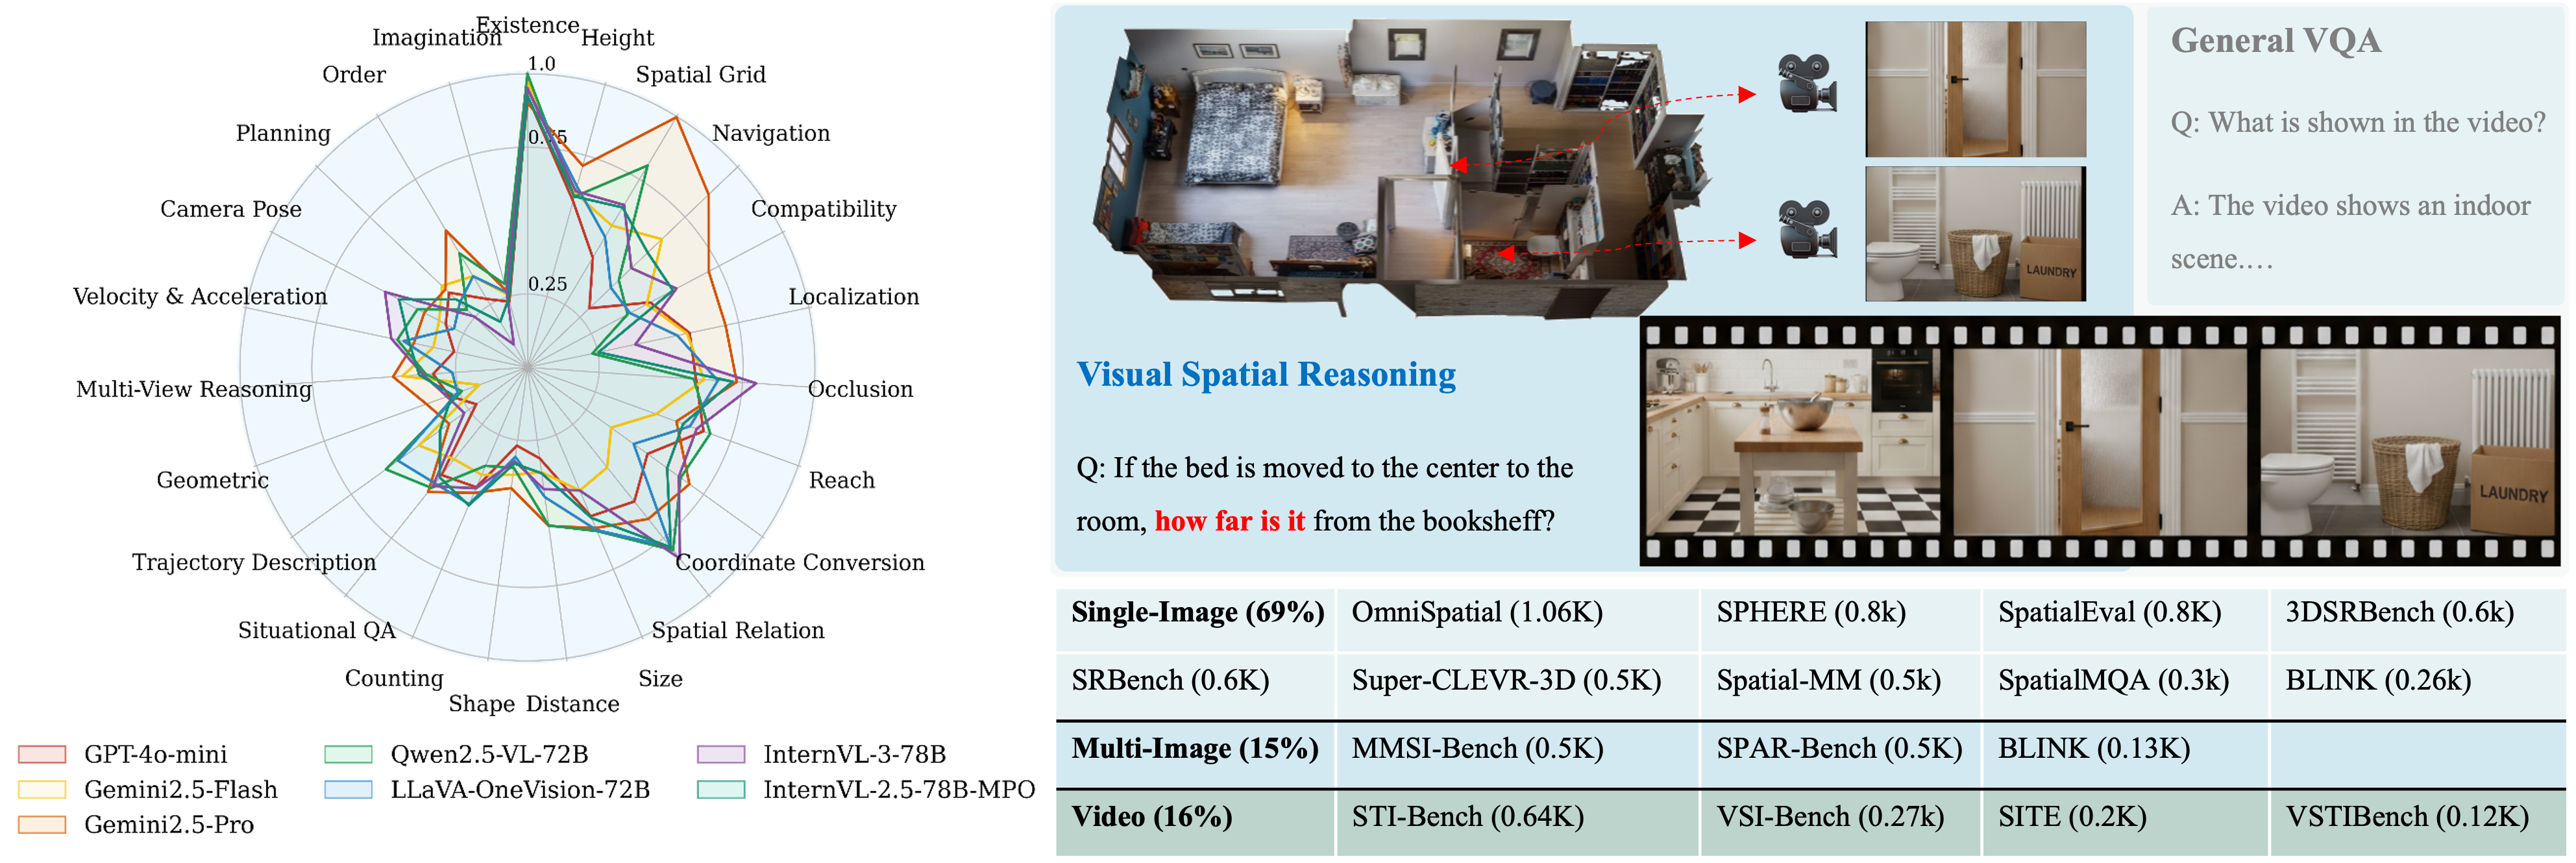 Existence
Imagination
Height
Order
Spatial Grid
Planning
Navigation
Camera Pose
Compatibility
Velocity & Acceleration
Localization
Multi-View Reasoning
Occlusion
Geometric
Reach
Trajectory Description
Coordinate Conversion
Situational QA
Spatial Relation
Counting
Size
Shape
Distance
1.0
0.75
0.25
GPT-4o-mini
Gemini2.5-Flash
Gemini2.5-Pro
Qwen2.5-VL-72B
LLaVA-OneVision-72B
InternVL-3-78B
InternVL-2.5-78B-MPO
LAUNDRY
General VQA
Q: What is shown in the video?
A: The video shows an indoor
scene.…
Visual Spatial Reasoning
Q: If the bed is moved to the center to the
room, how far is it from the booksheff?
LAUNDRY
Single-Image (69%) OmniSpatial (1.06K) SPHERE (0.8k) SpatialEval (0.8K) 3DSRBench (0.6k)
SRBench (0.6K) Super-CLEVR-3D (0.5K) Spatial-MM (0.5k) SpatialMQA (0.3k) BLINK (0.26k)
Multi-Image (15%) MMSI-Bench (0.5K) SPAR-Bench (0.5K) BLINK (0.13K)
Video (16%) STI-Bench (0.64K) VSI-Bench (0.27k) SITE (0.2K) VSTIBench (0.12K)